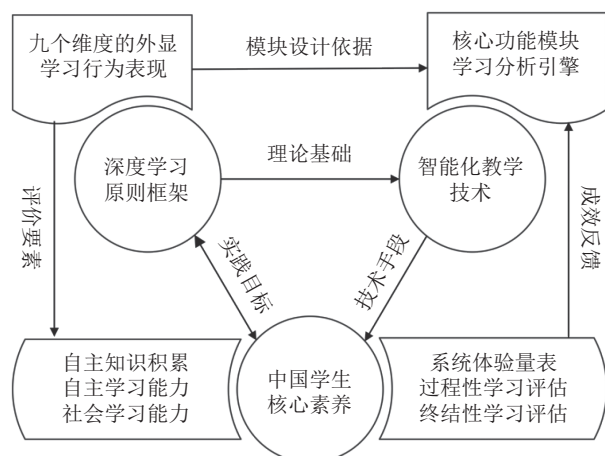 九个维度的外显
学习行为表现
模块设计依据
核心功能模块
学习分析引擎
深度学习
原则框架
理论基础
智能化教学
技术
评价要素
实践目标
技术手段
成效反馈
自主知识积累
自主学习能力
社会学习能力
中国学生
核心素养
系统体验量表
过程性学习评估
终结性学习评估